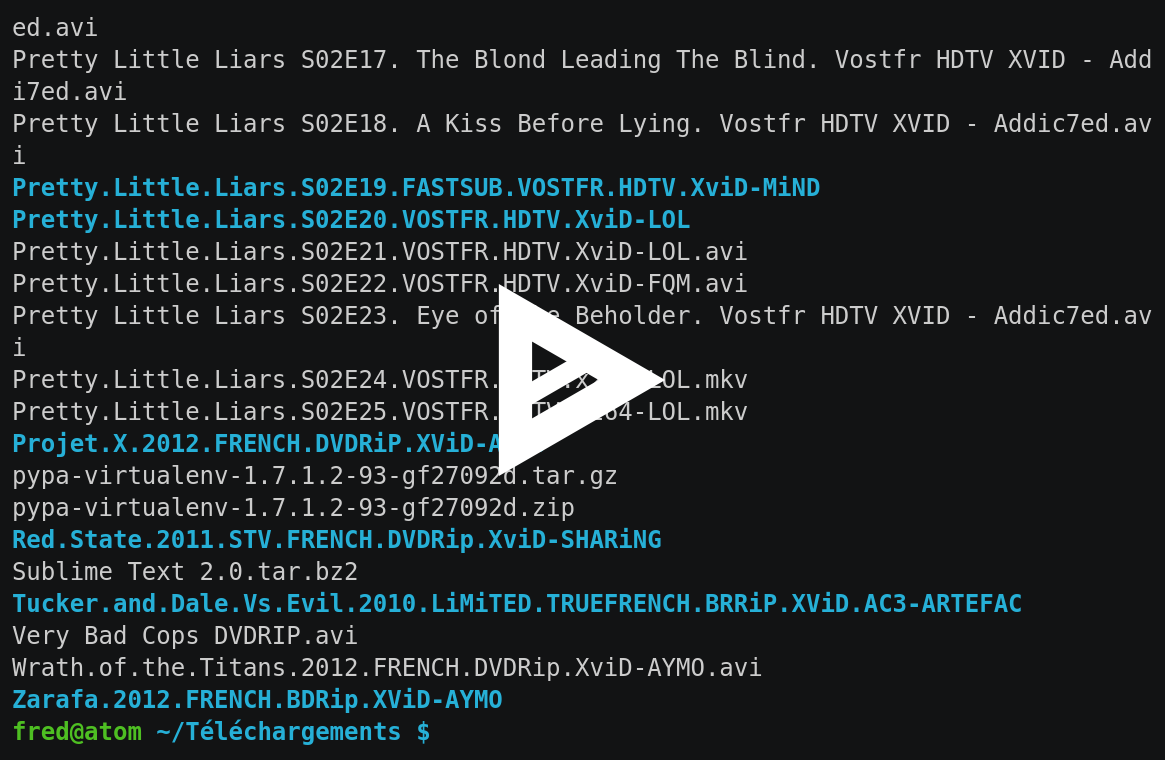 ed.avi
Pretty Little Liars S02E17. The Blond Leading The Blind. Vostfr HDTV XVID - Add
i7ed.avi
Pretty Little Liars S02E18. A Kiss Before Lying. Vostfr HDTV XVID - Addic7ed.av
i
Pretty.Little.Liars.S02E19.FASTSUB.VOSTFR.HDTV.XviD-MiND
Pretty.Little.Liars.S02E20.VOSTFR.HDTV.XviD-LOL
Pretty.Little.Liars.S02E21.VOSTFR.HDTV.XviD-LOL.avi
Pretty.Little.Liars.S02E22.VOSTFR.HDTV.XviD-FQM.avi
Pretty Little Liars S02E23. Eye of Beholder. Vostfr HDTV XVID - Addic7ed.av
i
Pretty.Little.Liars.S02E24.VOSTFR. LOL.mkv
Pretty.Little.Liars.S02E25.VOSTFR. 64-LOL.mkv
Projet.X.2012.FRENCH.DVDRiP.XViD-A
pypa-virtualenv-1.7.1.2-93-gf27092d.tar.gz
pypa-virtualenv-1.7.1.2-93-gf27092d.zip
Red.State.2011.STV.FRENCH.DVDRip.XviD-SHARiNG
Sublime Text 2.0.tar.bz2
Tucker.and.Dale.Vs.Evil.2010.LiMiTED.TRUEFRENCH.BRRiP.XViD.AC3-ARTEFAC
Very Bad Cops DVDRIP.avi
Wrath.of.the.Titans.2012.FRENCH.DVDRip.XviD-AYMO.avi
Zarafa.2012.FRENCH.BDRip.XViD-AYMO
fred@atom ~/Téléchargements $